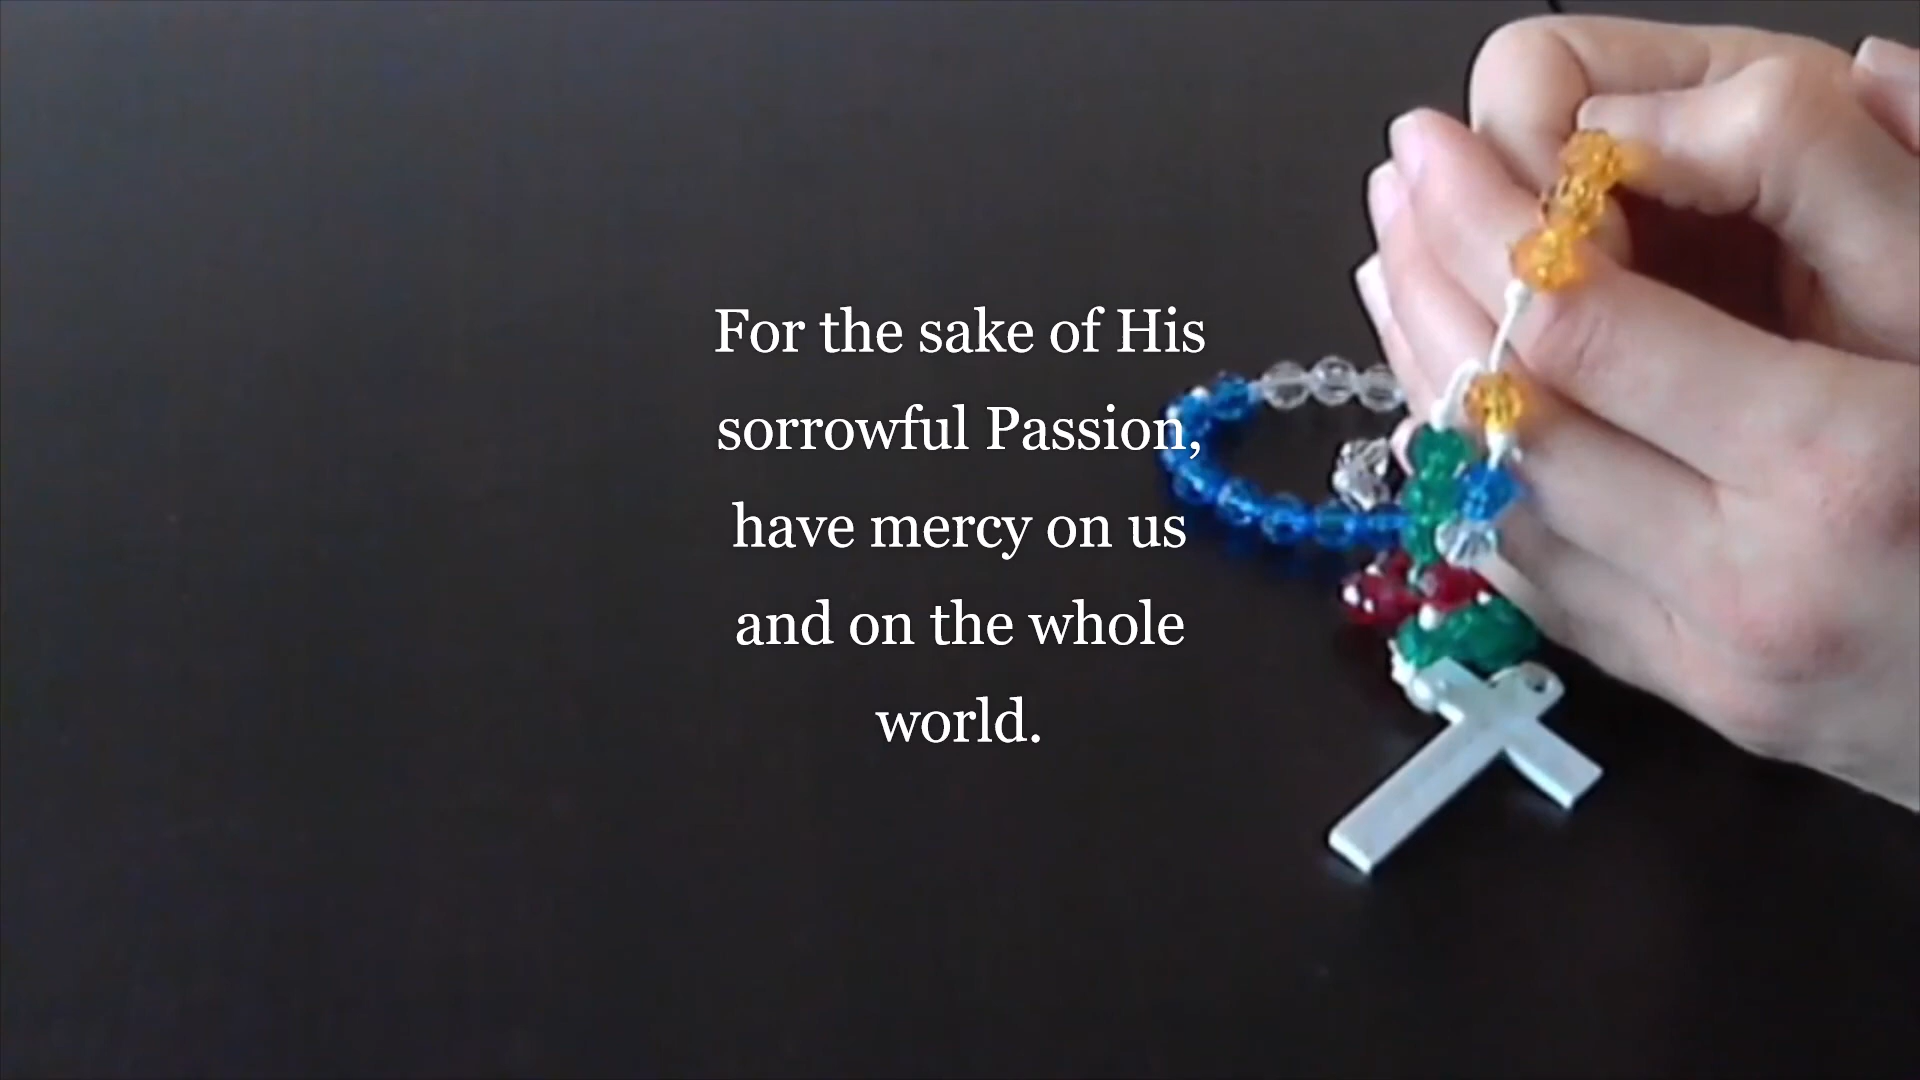 For the sake of His
sorrowful Passion,
have mercy on us
and on the whole
world.